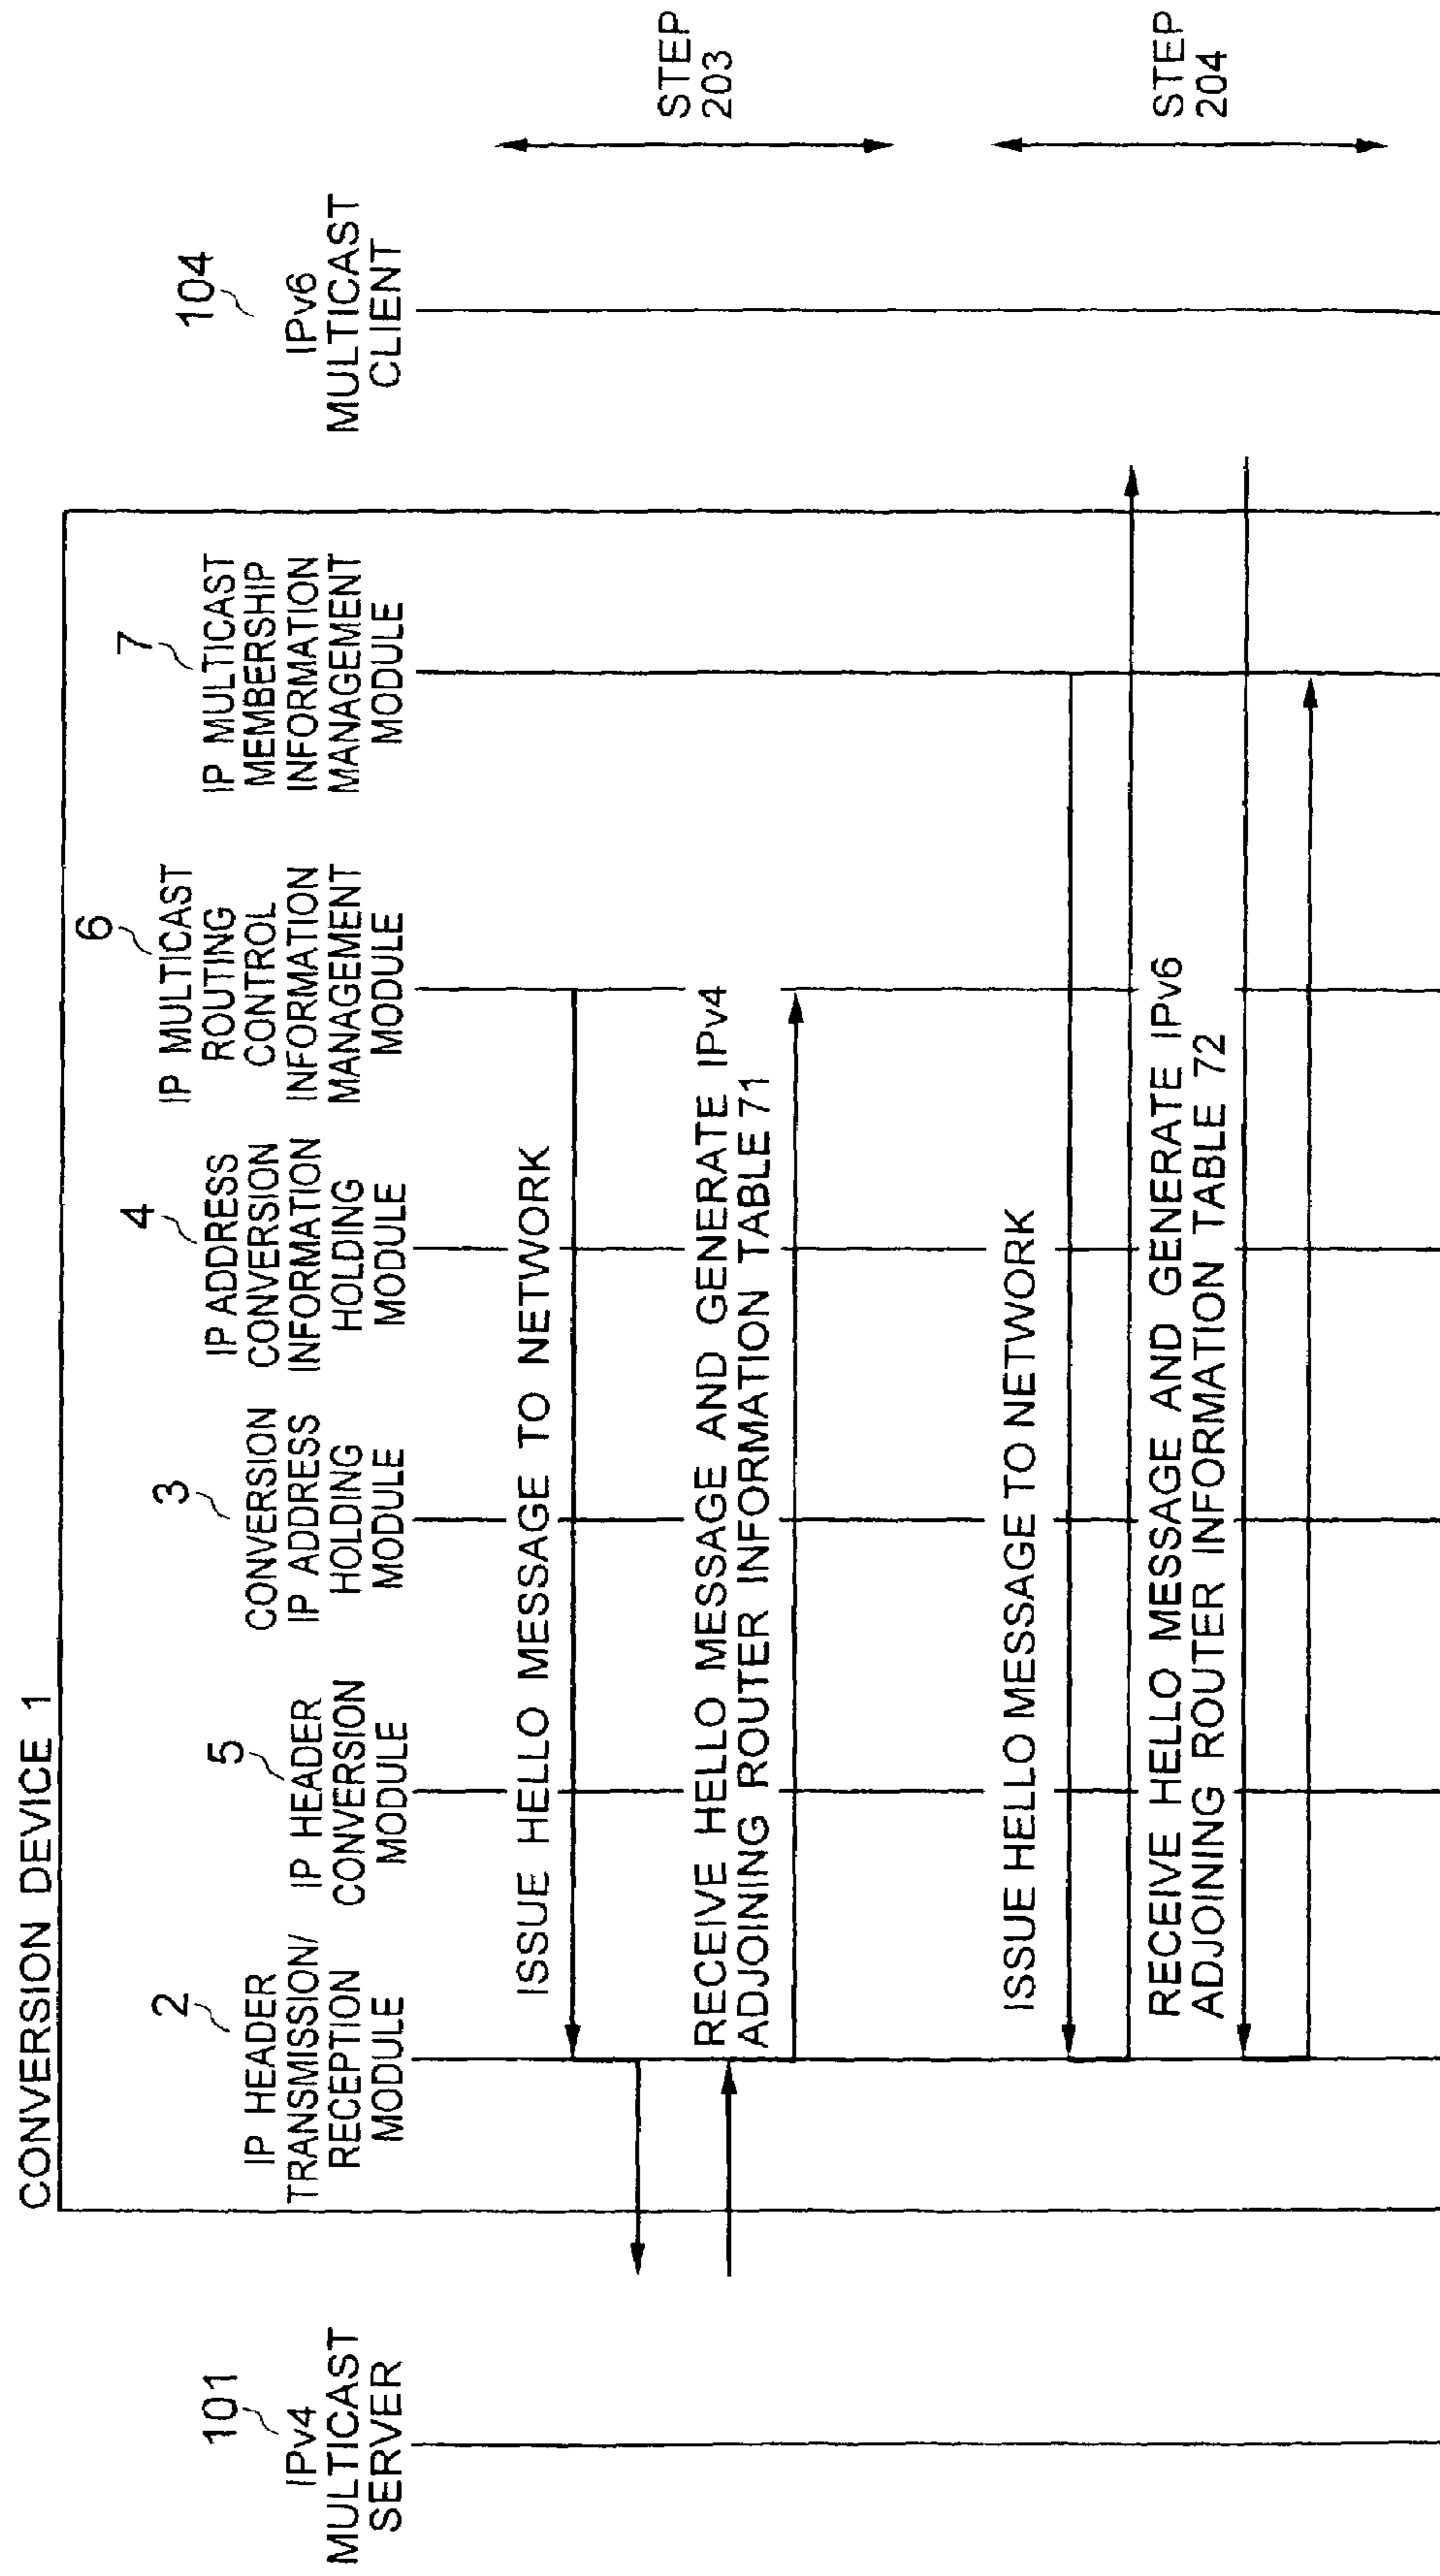 CONVERSION DEVICE 1
101
IPv4
MULTICAST
SERVER
2
IP HEADER
TRANSMISSION/
RECEPTION
MODULE
5
IP HEADER
CONVERSION
MODULE
3
CONVERSION
IP ADDRESS
HOLDING
MODULE
4
IP ADDRESS
CONVERSION
INFORMATION
HOLDING
MODULE
6
IP MULTICAST
ROUTING
CONTROL
INFORMATION
MANAGEMENT
MODULE
7
IP MULTICAST
MEMBERSHIP
INFORMATION
MANAGEMENT
MODULE
104
IPv6
MULTICAST
CLIENT
ISSUE HELLO MESSAGE TO NETWORK
RECEIVE HELLO MESSAGE AND GENERATE IPv4
ADJOINING ROUTER INFORMATION TABLE 71
STEP
203
ISSUE HELLO MESSAGE TO NETWORK
RECEIVE HELLO MESSAGE AND GENERATE IPv6
ADJOINING ROUTER INFORMATION TABLE 72
STEP
204